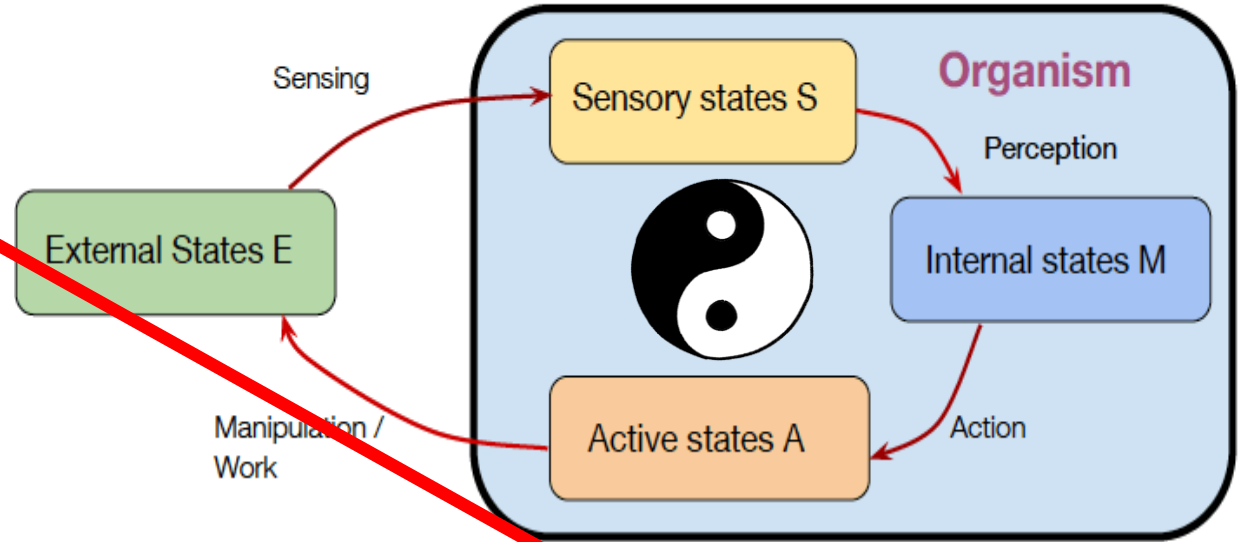 Organism
Sensing
Sensory states S
Perception
External States E
Internal states M
Manipulation /
Work
Active states A
Action